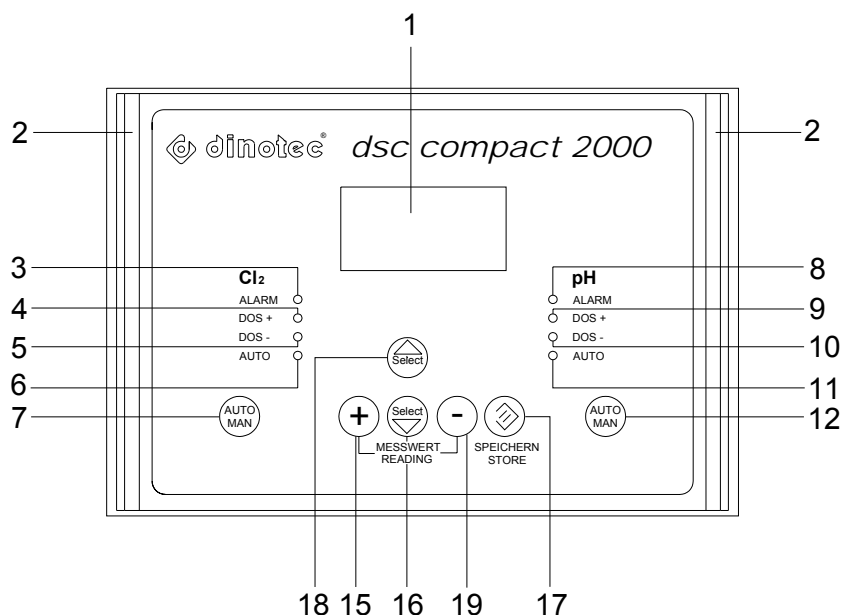 1
2
2
dinotec® dsc compact 2000
3
Cl₂
pH
8
ALARM
ALARM
4
DOS +
DOS +
9
5
DOS -
DOS -
10
6
AUTO
AUTO
11
Select
7
AUTO
MAN
+
Select
-
AUTO
MAN
12
MESSWERT
READING
SPEICHERN
STORE
18 15 16 19 17